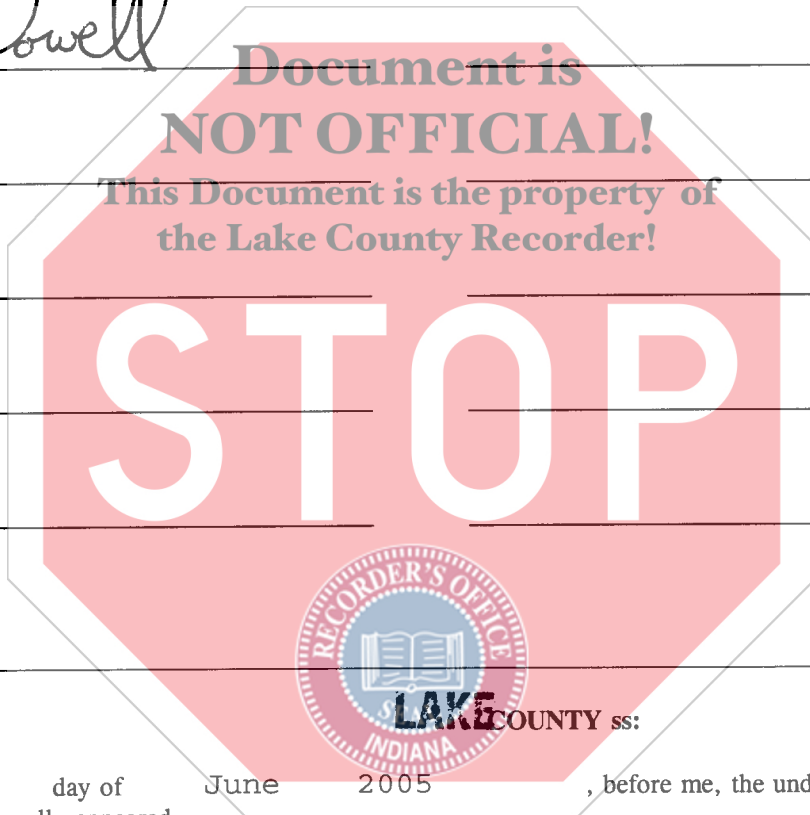 owell
Document is
NOT OFFICIAL!
This Document is the property of
the Lake County Recorder!
STOP
RECORDER'S OFFICE
SEAL
INDIANA
LAKE COUNTY ss:
day of June 2005 , before me, the und